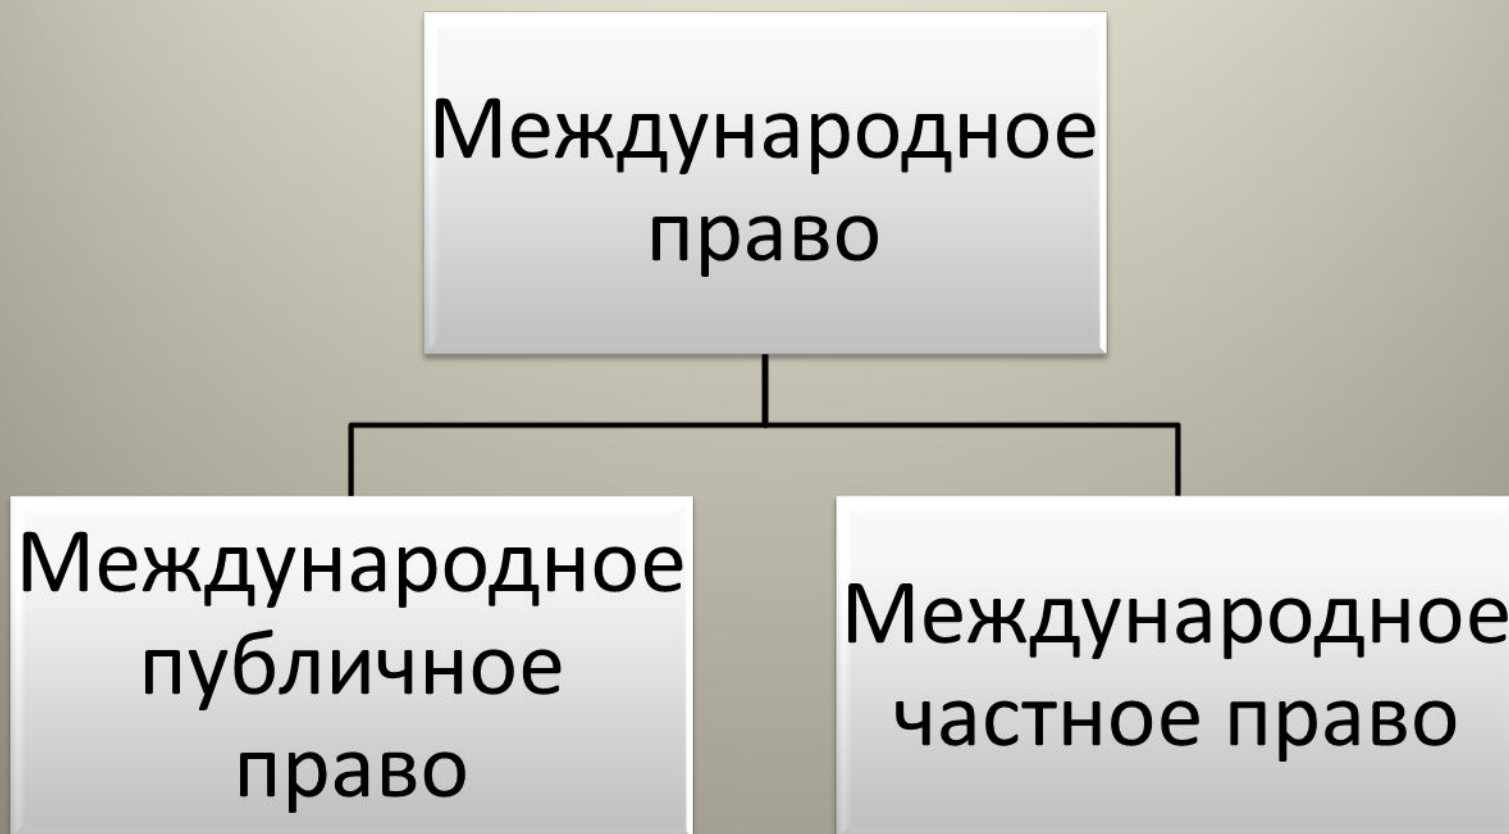 Международное
право
Международное
публичное
право
Международное
частное право